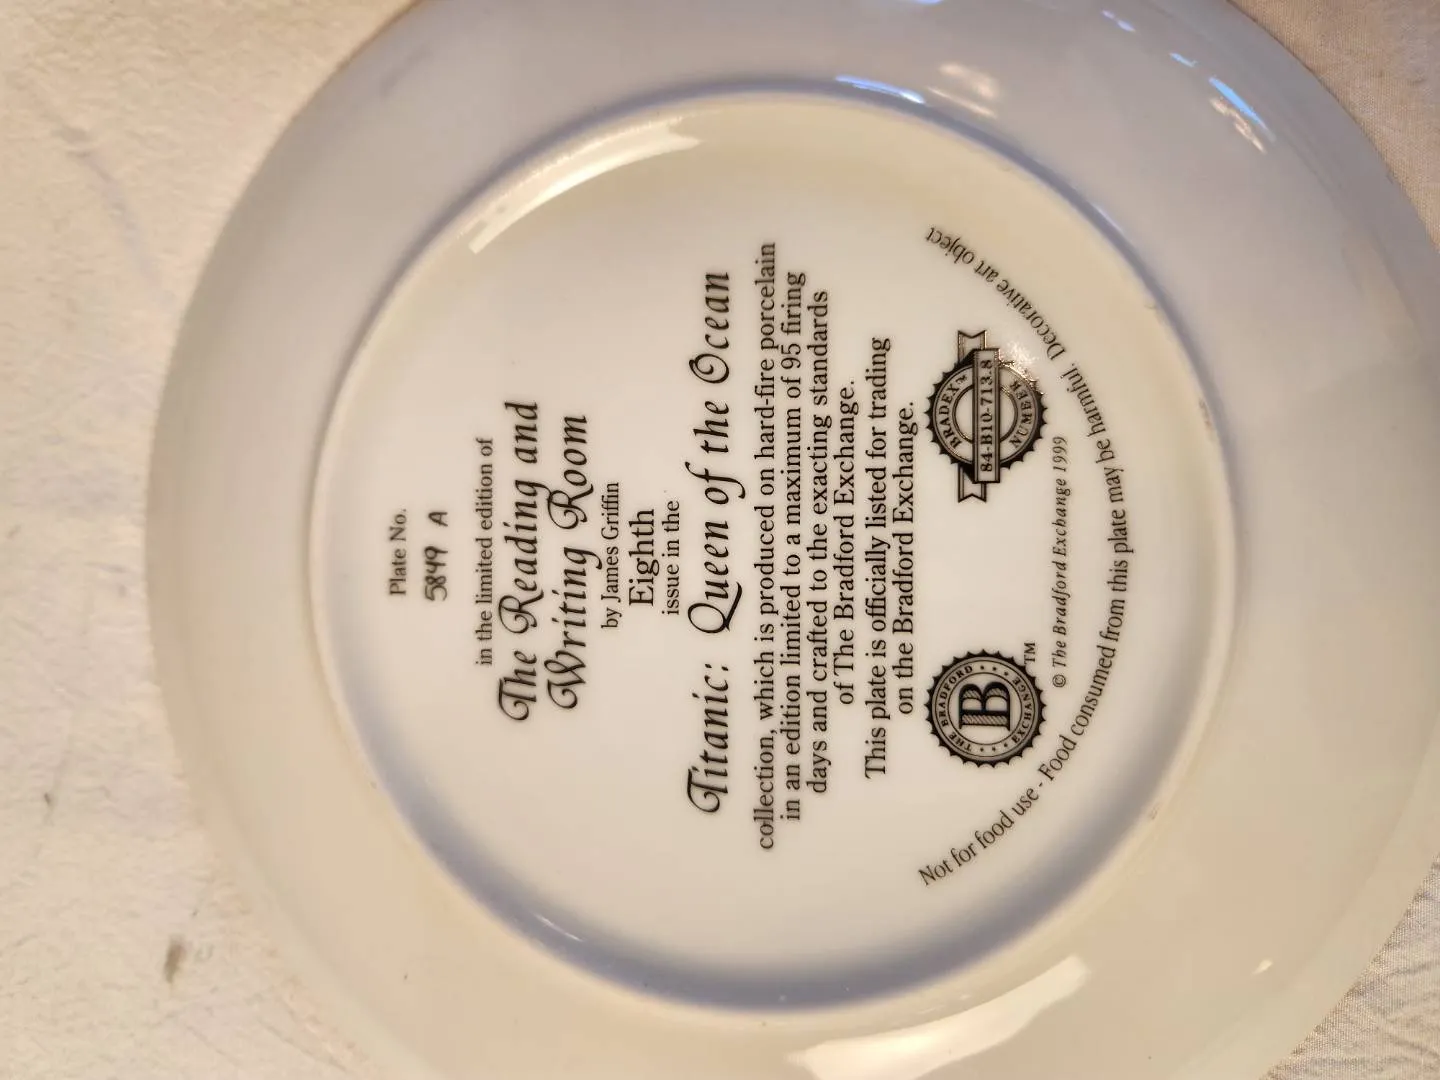 Plate No.
5849 A
in the limited edition of
The Reading and
Writing Room
by James Griffin
Eighth
issue in the
Titanic: Queen of the Ocean
collection, which is produced on hard-fire porcelain
in an edition limited to a maximum of 95 firing
days and crafted to the exacting standards
of The Bradford Exchange.
This plate is officially listed for trading
on the Bradford Exchange.
THE BRADFORD EXCHANGE
B
TM
BRADEX™
84-B10-713.8
NUMBER
© The Bradford Exchange 1999
Not for food use - Food consumed from this plate may be harmful. Decorative art object